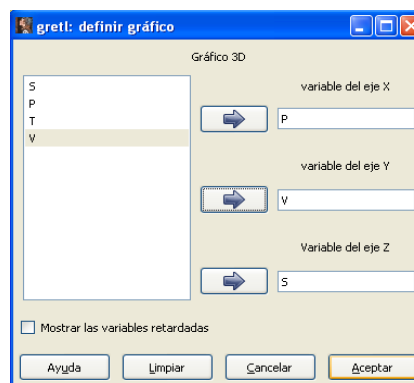 gretl: definir gráfico
Gráfico 3D
S
P
T
V
variable del eje X
P
variable del eje Y
V
Variable del eje Z
S
Mostrar las variables retardadas
Ayuda Limpiar Cancelar Aceptar